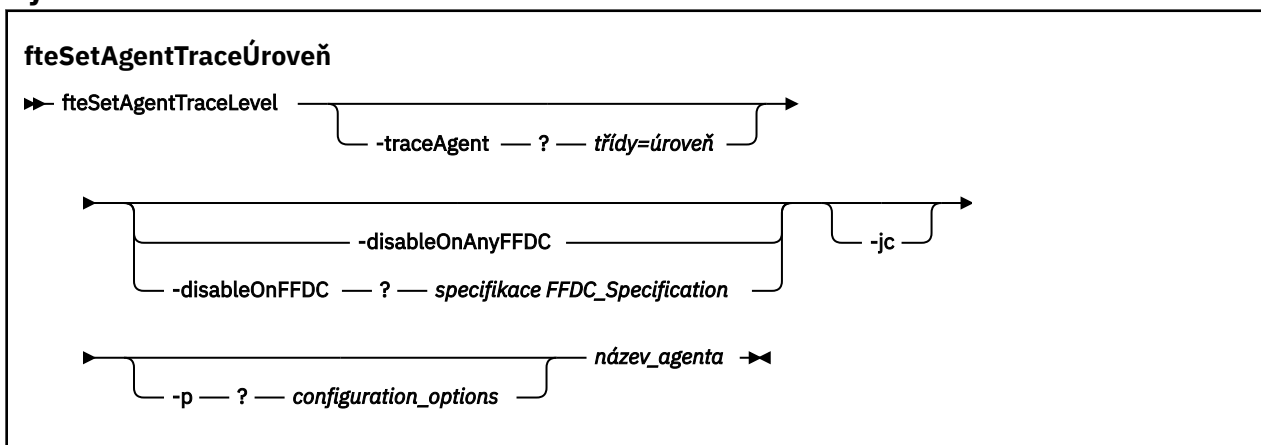 fteSetAgentTraceÚroveň
fteSetAgentTraceLevel
-traceAgent ? třídy=úroveň
-disableOnAnyFFDC
-jc
-disableOnFFDC ? specifikace FFDC_Specification
název_agenta
-p ? configuration_options